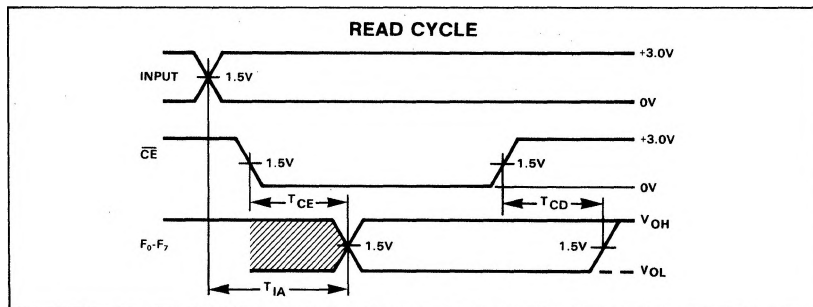 READ CYCLE
+3.0V
INPUT
1.5V
0V
+3.0V
CE
1.5V
1.5V
0V
TCE
TCD
VOH
F0-F7
1.5V
1.5V
VOL
TIA